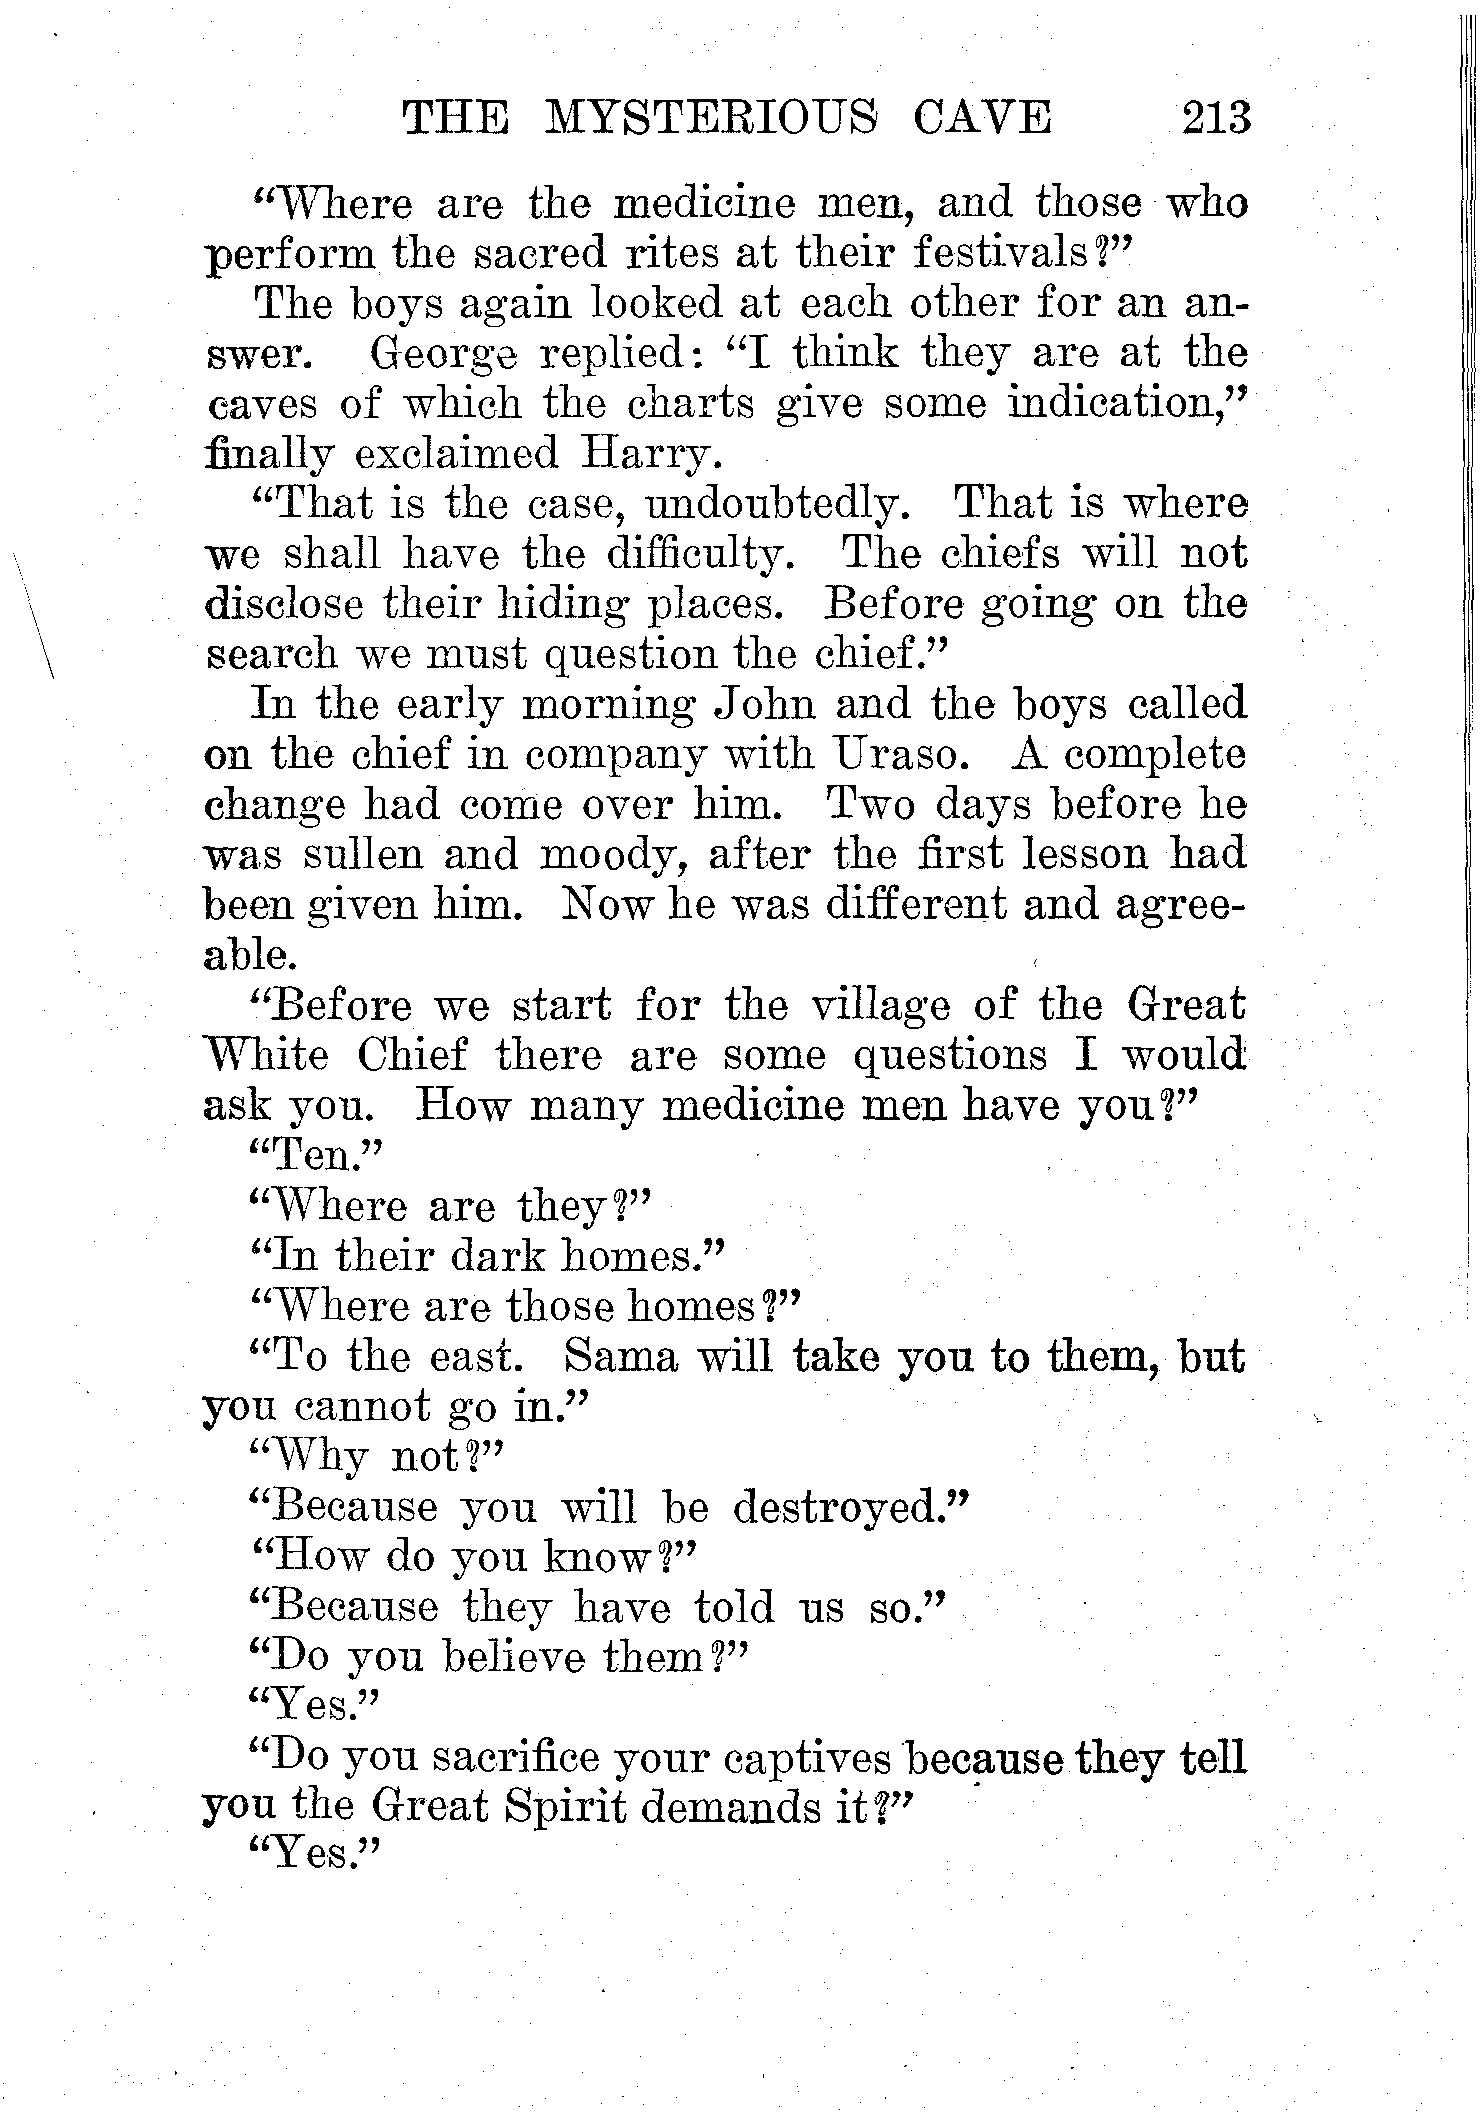 THE MYSTERIOUS CAVE 213
“Where are the medicine men, and those who
perform the sacred rites at their festivals?”
The boys again looked at each other for an an-
swer. George replied: “I think they are at the
caves of which the charts give some indication,”
finally exclaimed Harry.
“That is the case, undoubtedly. That is where
we shall have the difficulty. The chiefs will not
disclose their hiding places. Before going on the
search we must question the chief.”
In the early morning John and the boys called
on the chief in company with Uraso. A complete
change had come over him. Two days before he
was sullen and moody, after the first lesson had
been given him. Now he was different and agree-
able.
“Before we start for the village of the Great
White Chief there are some questions I would
ask you. How many medicine men have you?”
“Ten.”
“Where are they?”
“In their dark homes.”
“Where are those homes?”
“To the east. Sama will take you to them, but
you cannot go in.”
“Why not?”
“Because you will be destroyed.”
“How do you know?”
“Because they have told us so.”
“Do you believe them?”
“Yes.”
“Do you sacrifice your captives because they tell
you the Great Spirit demands it?”
“Yes.”